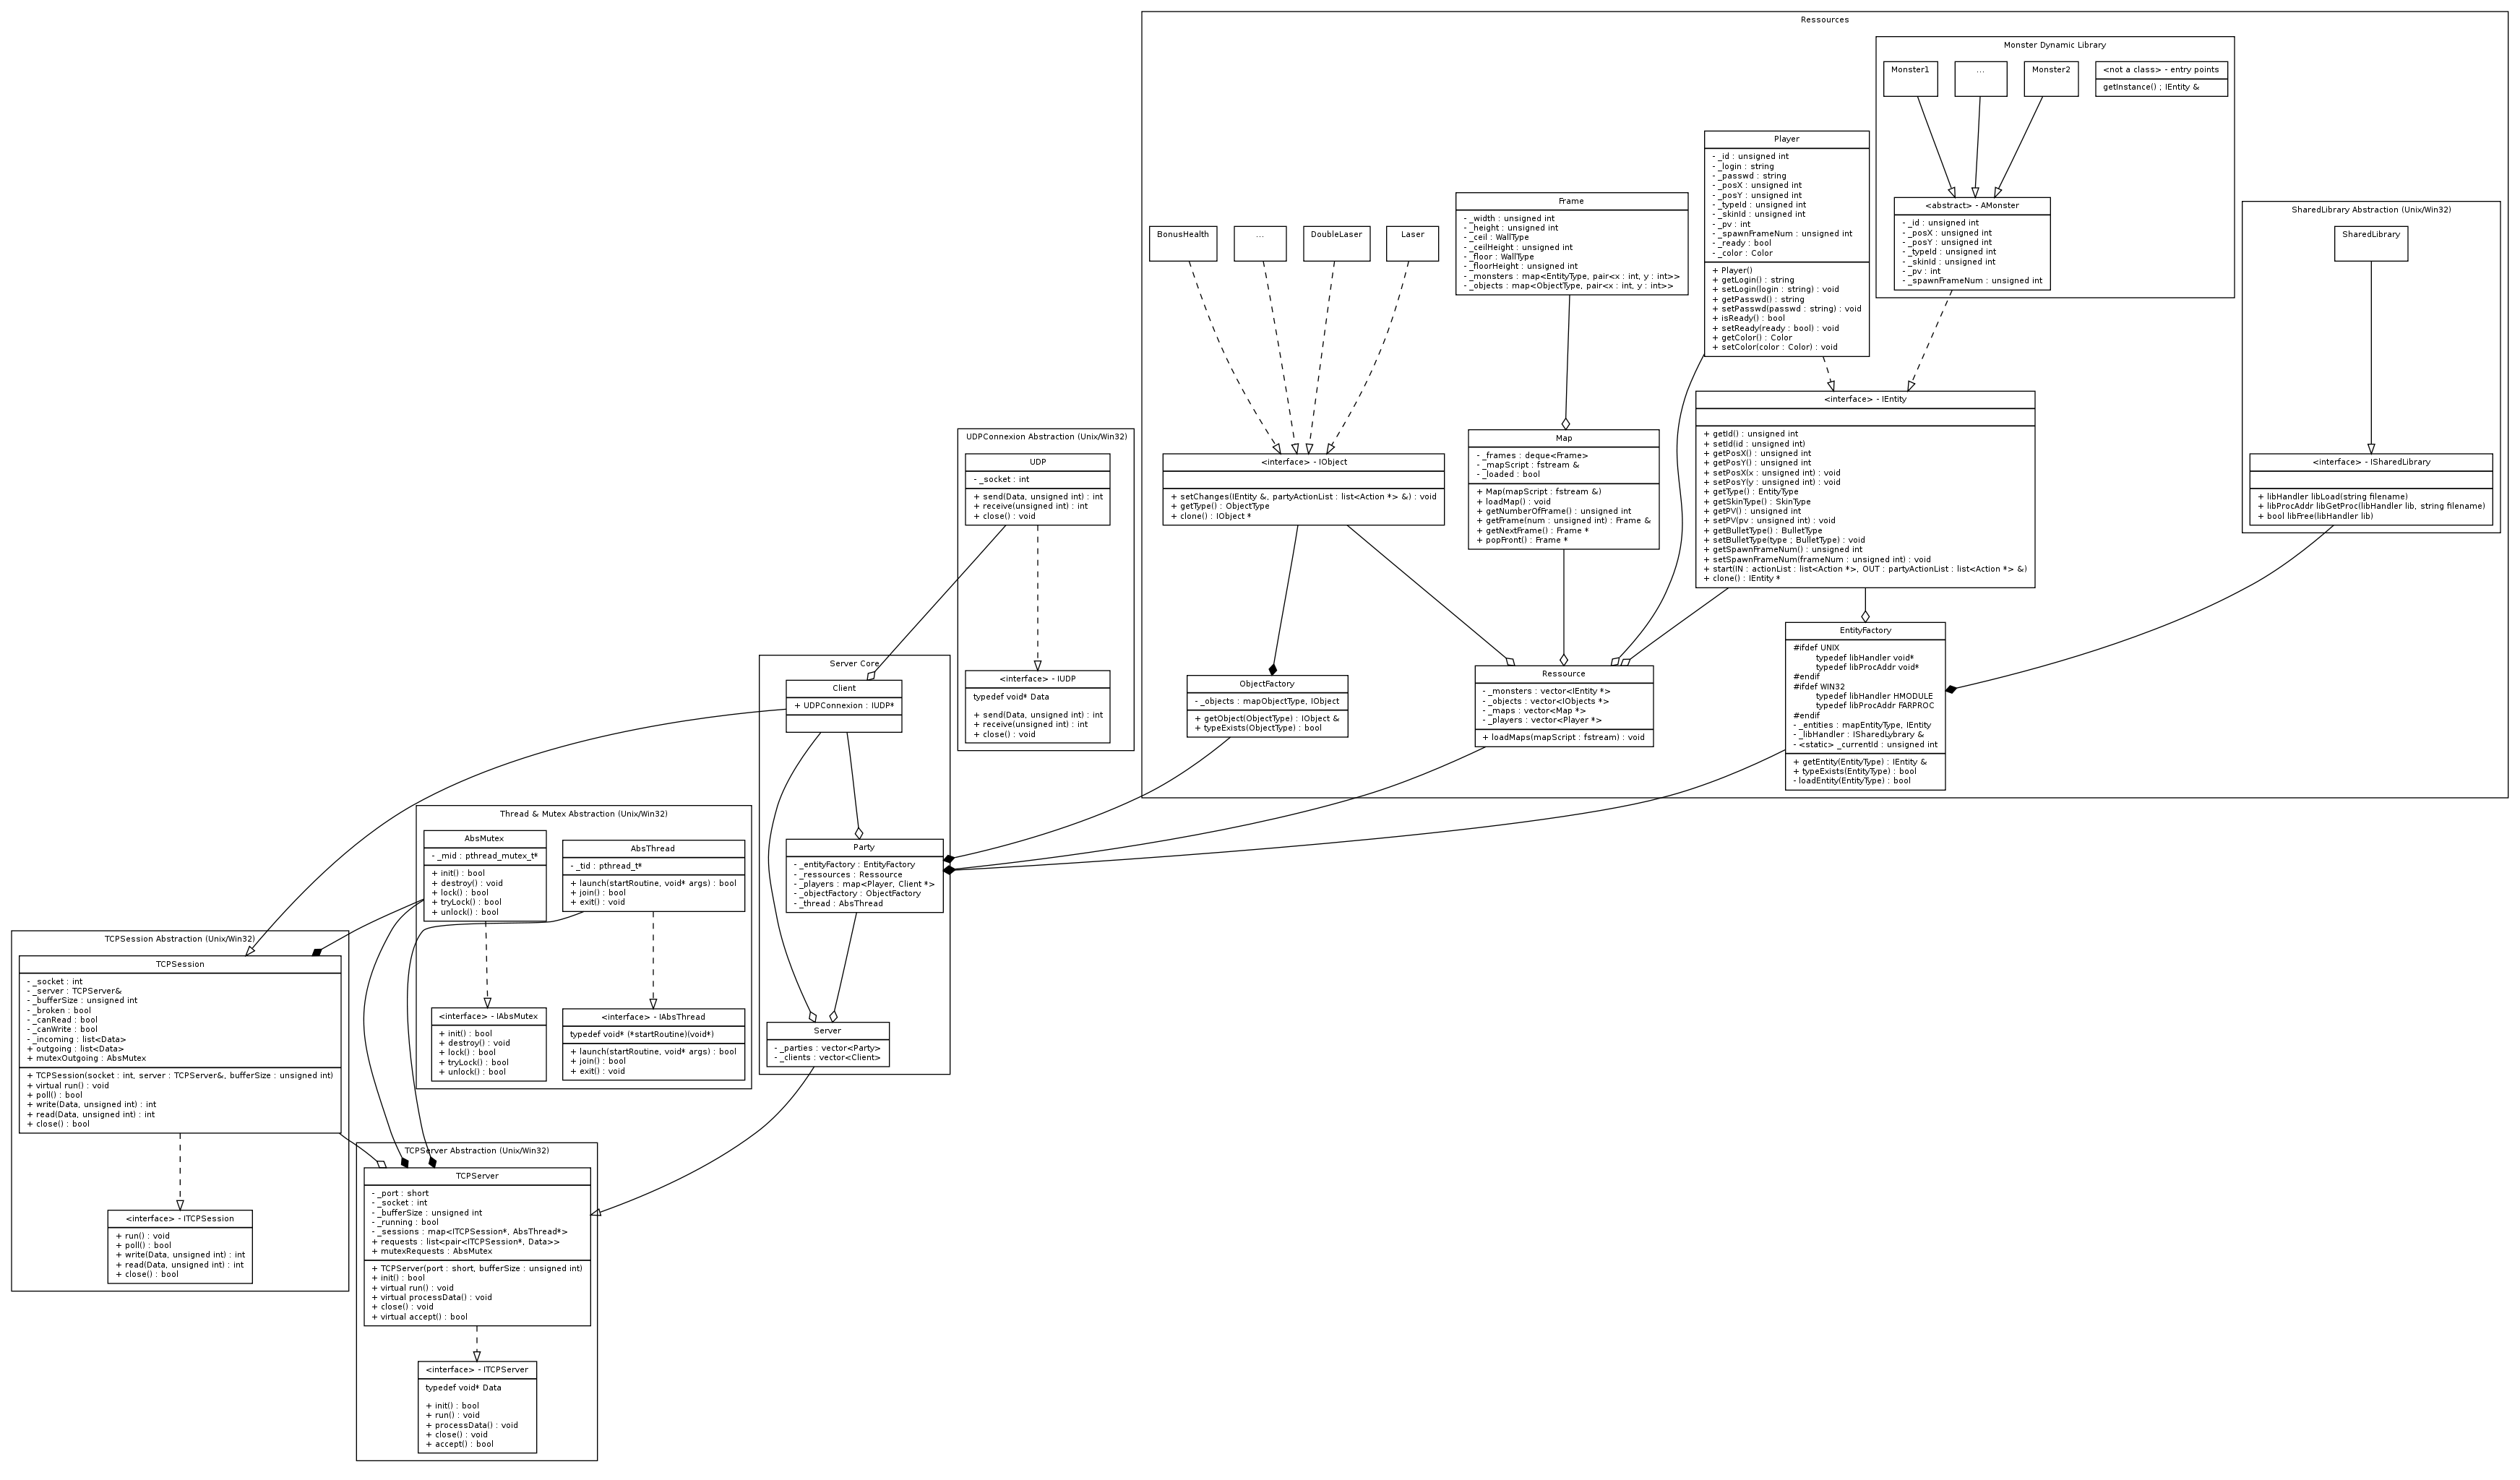 Ressources
Monster Dynamic Library
Monster1
...
Monster2
<not a class> - entry points
getInstance() ; IEntity &
Player
- _id : unsigned int
- _login : string
- _passwd : string
- _posX : unsigned int
- _posY : unsigned int
- _typeId : unsigned int
- _skinId : unsigned int
- _pv : int
- _spawnFrameNum : unsigned int
- _ready : bool
- _color : Color
+ Player()
+ getLogin() : string
+ setLogin(login : string) : void
+ getPasswd() : string
+ setPasswd(passwd : string) : void
+ isReady() : bool
+ setReady(ready : bool) : void
+ getColor() : Color
+ setColor(color : Color) : void
<abstract> - AMonster
- _id : unsigned int
- _posX : unsigned int
- _posY : unsigned int
- _typeId : unsigned int
- _skinId : unsigned int
- _pv : int
- _spawnFrameNum : unsigned int
SharedLibrary Abstraction (Unix/Win32)
SharedLibrary
Frame
- _width : unsigned int
- _height : unsigned int
- _ceil : WallType
- _ceilHeight : unsigned int
- _floor : WallType
- _floorHeight : unsigned int
- _monsters : map<EntityType, pair<x : int, y : int>>
- _objects : map<ObjectType, pair<x : int, y : int>>
BonusHealth
...
DoubleLaser
Laser
<interface> - IEntity
+ getId() : unsigned int
+ setId(id : unsigned int)
+ getPosX() : unsigned int
+ getPosY() : unsigned int
+ setPosX(x : unsigned int) : void
+ setPosY(y : unsigned int) : void
+ getType() : EntityType
+ getSkinType() : SkinType
+ getPV() : unsigned int
+ setPV(pv : unsigned int) : void
+ getBulletType() : BulletType
+ setBulletType(type ; BulletType) : void
+ getSpawnFrameNum() : unsigned int
+ setSpawnFrameNum(frameNum : unsigned int) : void
+ start(IN : actionList : list<Action *>, OUT : partyActionList : list<Action *> &)
+ clone() : IEntity *
UDPConnexion Abstraction (Unix/Win32)
UDP
- _socket : int
+ send(Data, unsigned int) : int
+ receive(unsigned int) : int
+ close() : void
<interface> - IObject
+ setChanges(IEntity &, partyActionList : list<Action *> &) : void
+ getType() : ObjectType
+ clone() : IObject *
Map
- _frames : deque<Frame>
- _mapScript : fstream &
- _loaded : bool
+ Map(mapScript : fstream &)
+ loadMap() : void
+ getNumberOfFrame() : unsigned int
+ getFrame(num : unsigned int) : Frame &
+ getNextFrame() : Frame *
+ popFront() : Frame *
<interface> - ISharedLibrary
+ libHandler libLoad(string filename)
+ libProcAddr libGetProc(libHandler lib, string filename)
+ bool libFree(libHandler lib)
EntityFactory
#ifdef UNIX
typedef libHandler void*
typedef libProcAddr void*
#endif
#ifdef WIN32
typedef libHandler HMODULE
typedef libProcAddr FARPROC
#endif
- _entities : mapEntityType, IEntity
- _libHandler : ISharedLybrary &
- <static> _currentId : unsigned int
+ getEntity(EntityType) : IEntity &
+ typeExists(EntityType) : bool
- loadEntity(EntityType) : bool
Server Core
Client
+ UDPConnexion : IUDP*
<interface> - IUDP
typedef void* Data
+ send(Data, unsigned int) : int
+ receive(unsigned int) : int
+ close() : void
ObjectFactory
- _objects : mapObjectType, IObject
+ getObject(ObjectType) : IObject &
+ typeExists(ObjectType) : bool
Ressource
- _monsters : vector<IEntity *>
- _objects : vector<IObjects *>
- _maps : vector<Map *>
- _players : vector<Player *>
+ loadMaps(mapScript : fstream) : void
Thread & Mutex Abstraction (Unix/Win32)
AbsMutex
- _mid : pthread_mutex_t*
+ init() : bool
+ destroy() : void
+ lock() : bool
+ tryLock() : bool
+ unlock() : bool
AbsThread
- _tid : pthread_t*
+ launch(startRoutine, void* args) : bool
+ join() : bool
+ exit() : void
Party
- _entityFactory : EntityFactory
- _ressources : Ressource
- _players : map<Player, Client *>
- _objectFactory : ObjectFactory
- _thread : AbsThread
TCPSession Abstraction (Unix/Win32)
TCPSession
- _socket : int
- _server : TCPServer&
- _bufferSize : unsigned int
- _broken : bool
- _canRead : bool
- _canWrite : bool
- _incoming : list<Data>
+ outgoing : list<Data>
+ mutexOutgoing : AbsMutex
+ TCPSession(socket : int, server : TCPServer&, bufferSize : unsigned int)
+ virtual run() : void
+ poll() : bool
+ write(Data, unsigned int) : int
+ read(Data, unsigned int) : int
+ close() : bool
<interface> - IAbsMutex
+ init() : bool
+ destroy() : void
+ lock() : bool
+ tryLock() : bool
+ unlock() : bool
<interface> - IAbsThread
typedef void* (*startRoutine)(void*)
+ launch(startRoutine, void* args) : bool
+ join() : bool
+ exit() : void
Server
- _parties : vector<Party>
- _clients : vector<Client>
<interface> - ITCPSession
+ run() : void
+ poll() : bool
+ write(Data, unsigned int) : int
+ read(Data, unsigned int) : int
+ close() : bool
TCPServer Abstraction (Unix/Win32)
TCPServer
- _port : short
- _socket : int
- _bufferSize : unsigned int
- _running : bool
- _sessions : map<ITCPSession*, AbsThread*>
+ requests : list<pair<ITCPSession*, Data>>
+ mutexRequests : AbsMutex
+ TCPServer(port : short, bufferSize : unsigned int)
+ init() : bool
+ virtual run() : void
+ virtual processData() : void
+ close() : void
+ virtual accept() : bool
<interface> - ITCPServer
typedef void* Data
+ init() : bool
+ run() : void
+ processData() : void
+ close() : void
+ accept() : bool